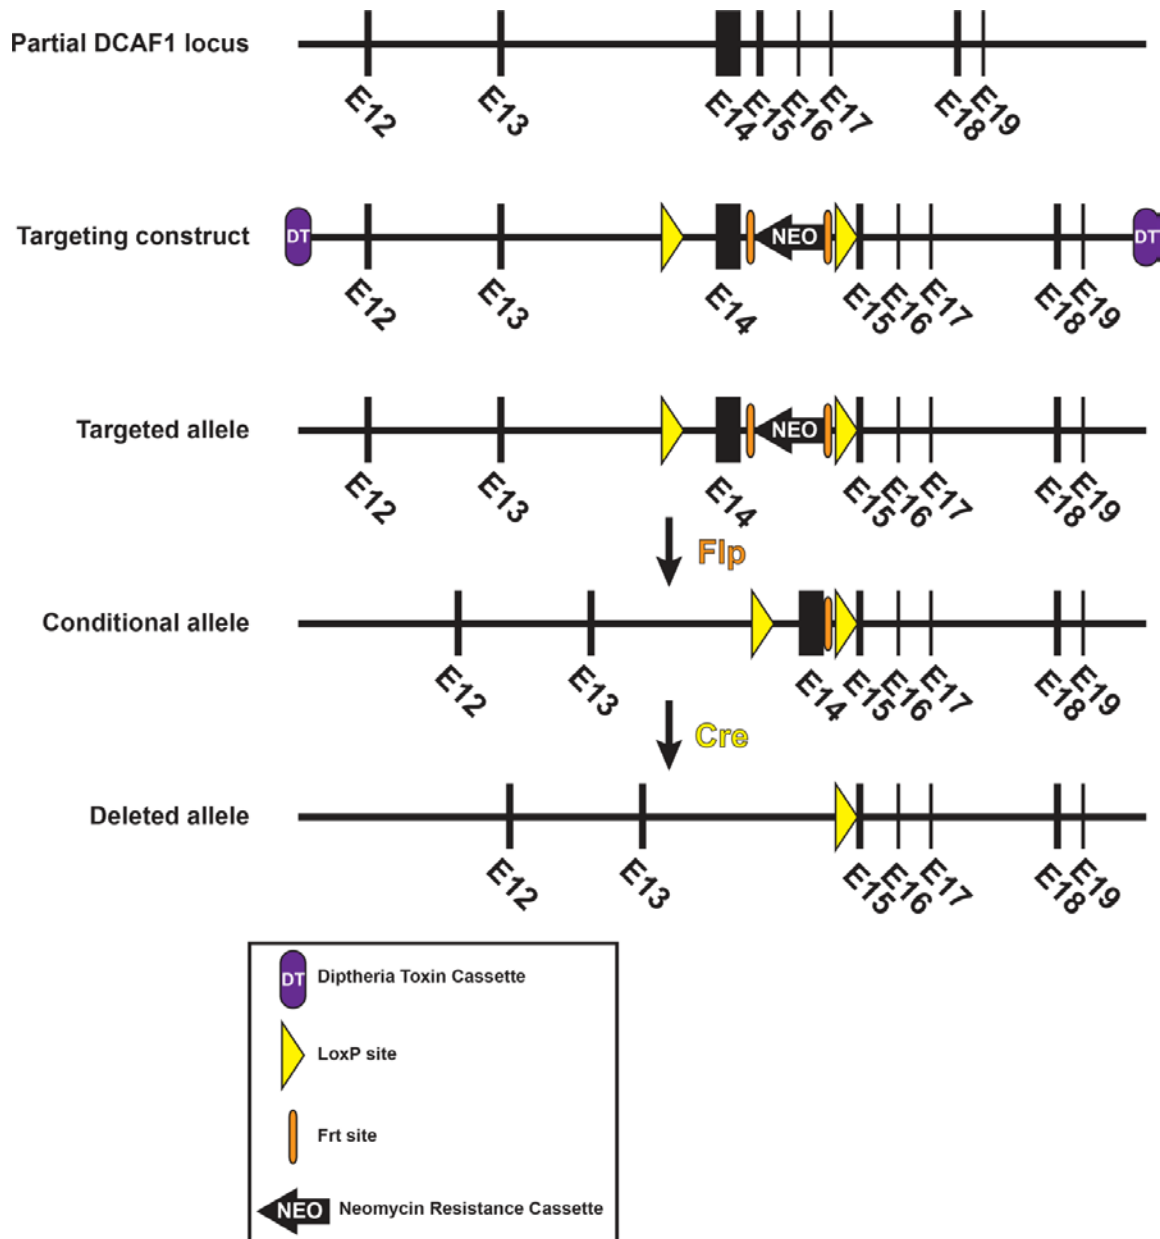 Partial DCAF1 locus
E12 E13 E14 E15 E16 E17 E18 E19
Targeting construct
DT NEO DT
E12 E13 E14 E15 E16 E17 E18 E19
Targeted allele
NEO
E12 E13 E14 E15 E16 E17 E18 E19
Flp
Conditional allele
E12 E13 E14 E15 E16 E17 E18 E19
Cre
Deleted allele
E12 E13 E15 E16 E17 E18 E19
DT Diptheria Toxin Cassette
LoxP site
Frt site
NEO Neomycin Resistance Cassette